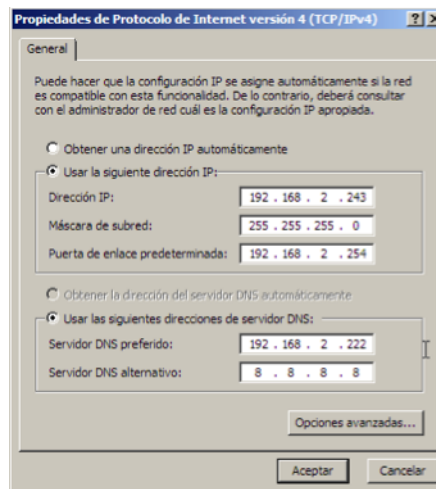 Propiedades de Protocolo de Internet versión 4 (TCP/IPv4)
General
Puede hacer que la configuración IP se asigne automáticamente si la red
es compatible con esta funcionalidad. De lo contrario, deberá consultar
con el administrador de red cuál es la configuración IP apropiada.
Obtener una dirección IP automáticamente
Usar la siguiente dirección IP:
Dirección IP: 192 . 168 . 2 . 243
Máscara de subred: 255 . 255 . 255 . 0
Puerta de enlace predeterminada: 192 . 168 . 2 . 254
Obtener la dirección del servidor DNS automáticamente
Usar las siguientes direcciones de servidor DNS:
Servidor DNS preferido: 192 . 168 . 2 . 222
Servidor DNS alternativo: 8 . 8 . 8 . 8
Opciones avanzadas...
Aceptar Cancelar